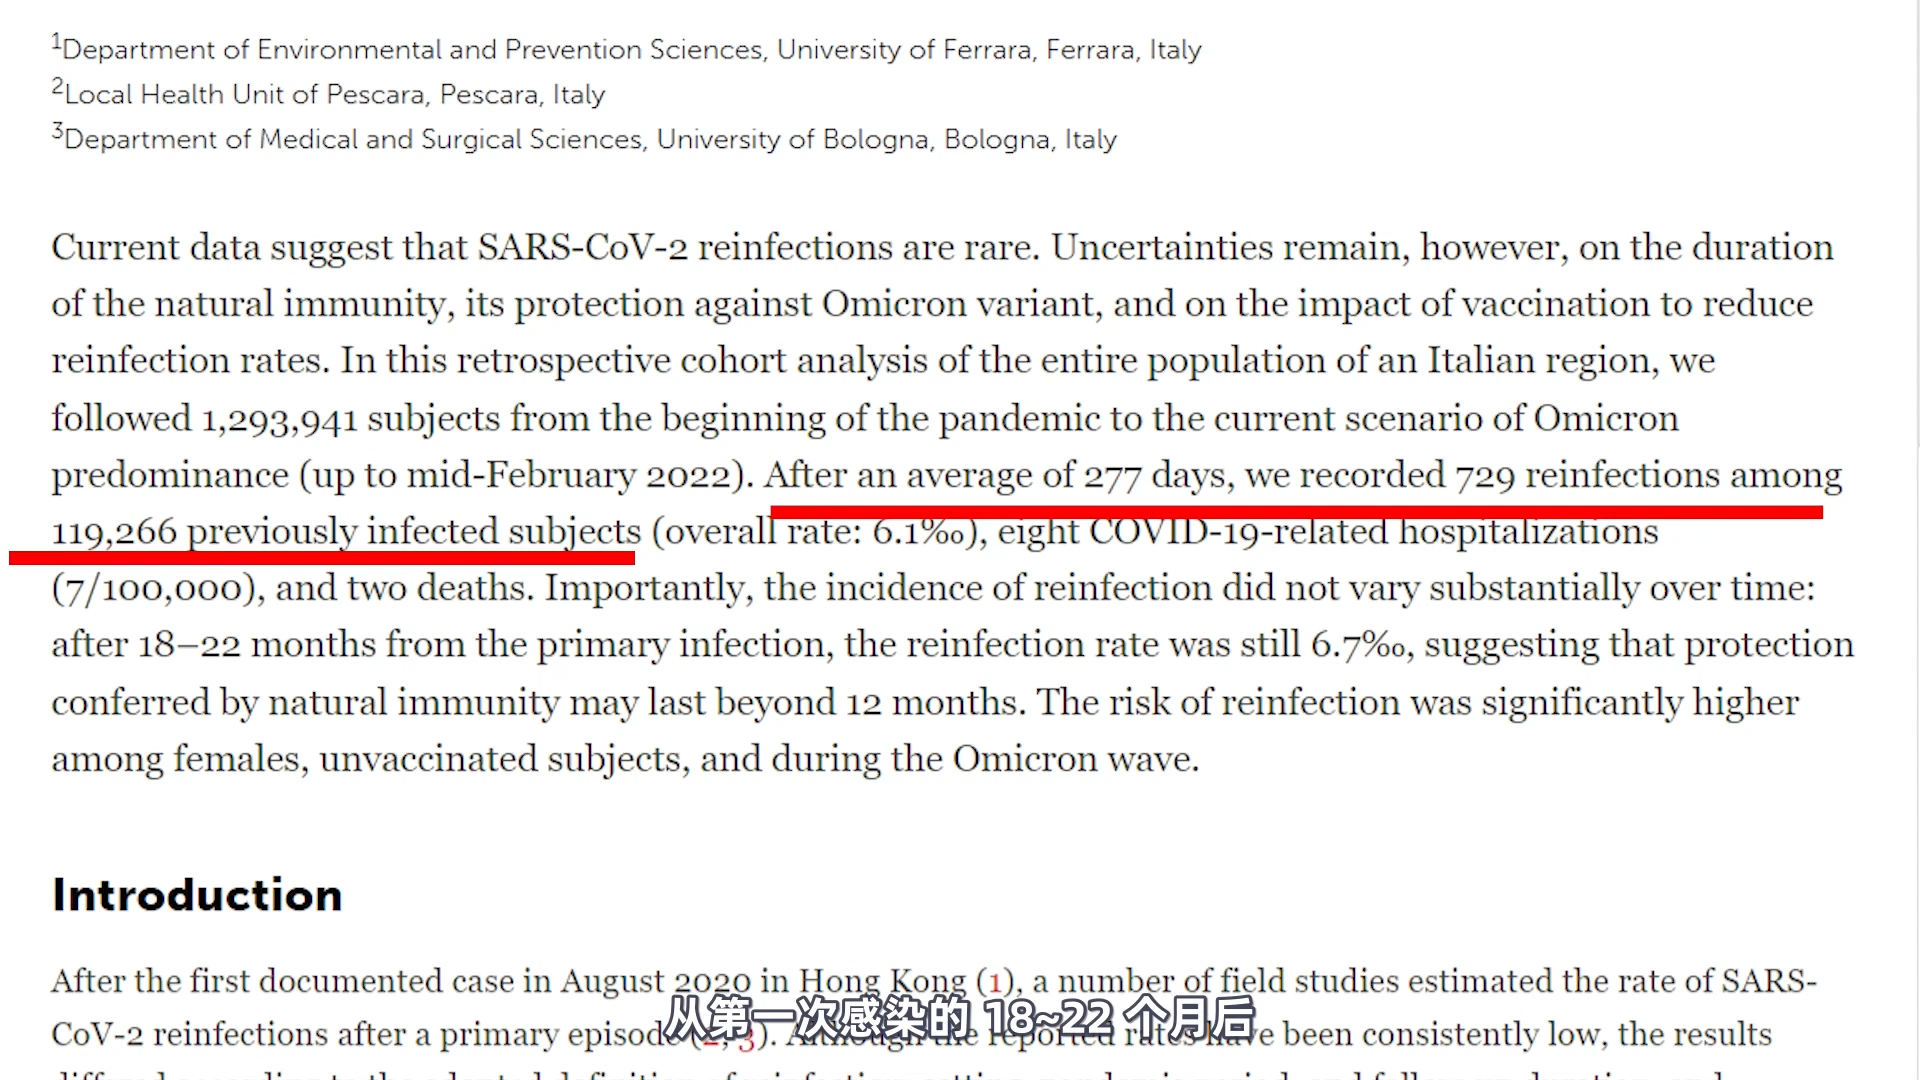 ¹Department of Environmental and Prevention Sciences, University of Ferrara, Ferrara, Italy
²Local Health Unit of Pescara, Pescara, Italy
³Department of Medical and Surgical Sciences, University of Bologna, Bologna, Italy
Current data suggest that SARS-CoV-2 reinfections are rare. Uncertainties remain, however, on the duration
of the natural immunity, its protection against Omicron variant, and on the impact of vaccination to reduce
reinfection rates. In this retrospective cohort analysis of the entire population of an Italian region, we
followed 1,293,941 subjects from the beginning of the pandemic to the current scenario of Omicron
predominance (up to mid-February 2022). After an average of 277 days, we recorded 729 reinfections among
119,266 previously infected subjects (overall rate: 6.1‰), eight COVID-19-related hospitalizations
(7/100,000), and two deaths. Importantly, the incidence of reinfection did not vary substantially over time:
after 18–22 months from the primary infection, the reinfection rate was still 6.7‰, suggesting that protection
conferred by natural immunity may last beyond 12 months. The risk of reinfection was significantly higher
among females, unvaccinated subjects, and during the Omicron wave.
Introduction
After the first documented case in August 2020 in Hong Kong (1), a number of field studies estimated the rate of SARS-
CoV-2 reinfections after a primary episode (2, 3). Although the reported rates have been consistently low, the results
从第一次感染的 18~22 个月后